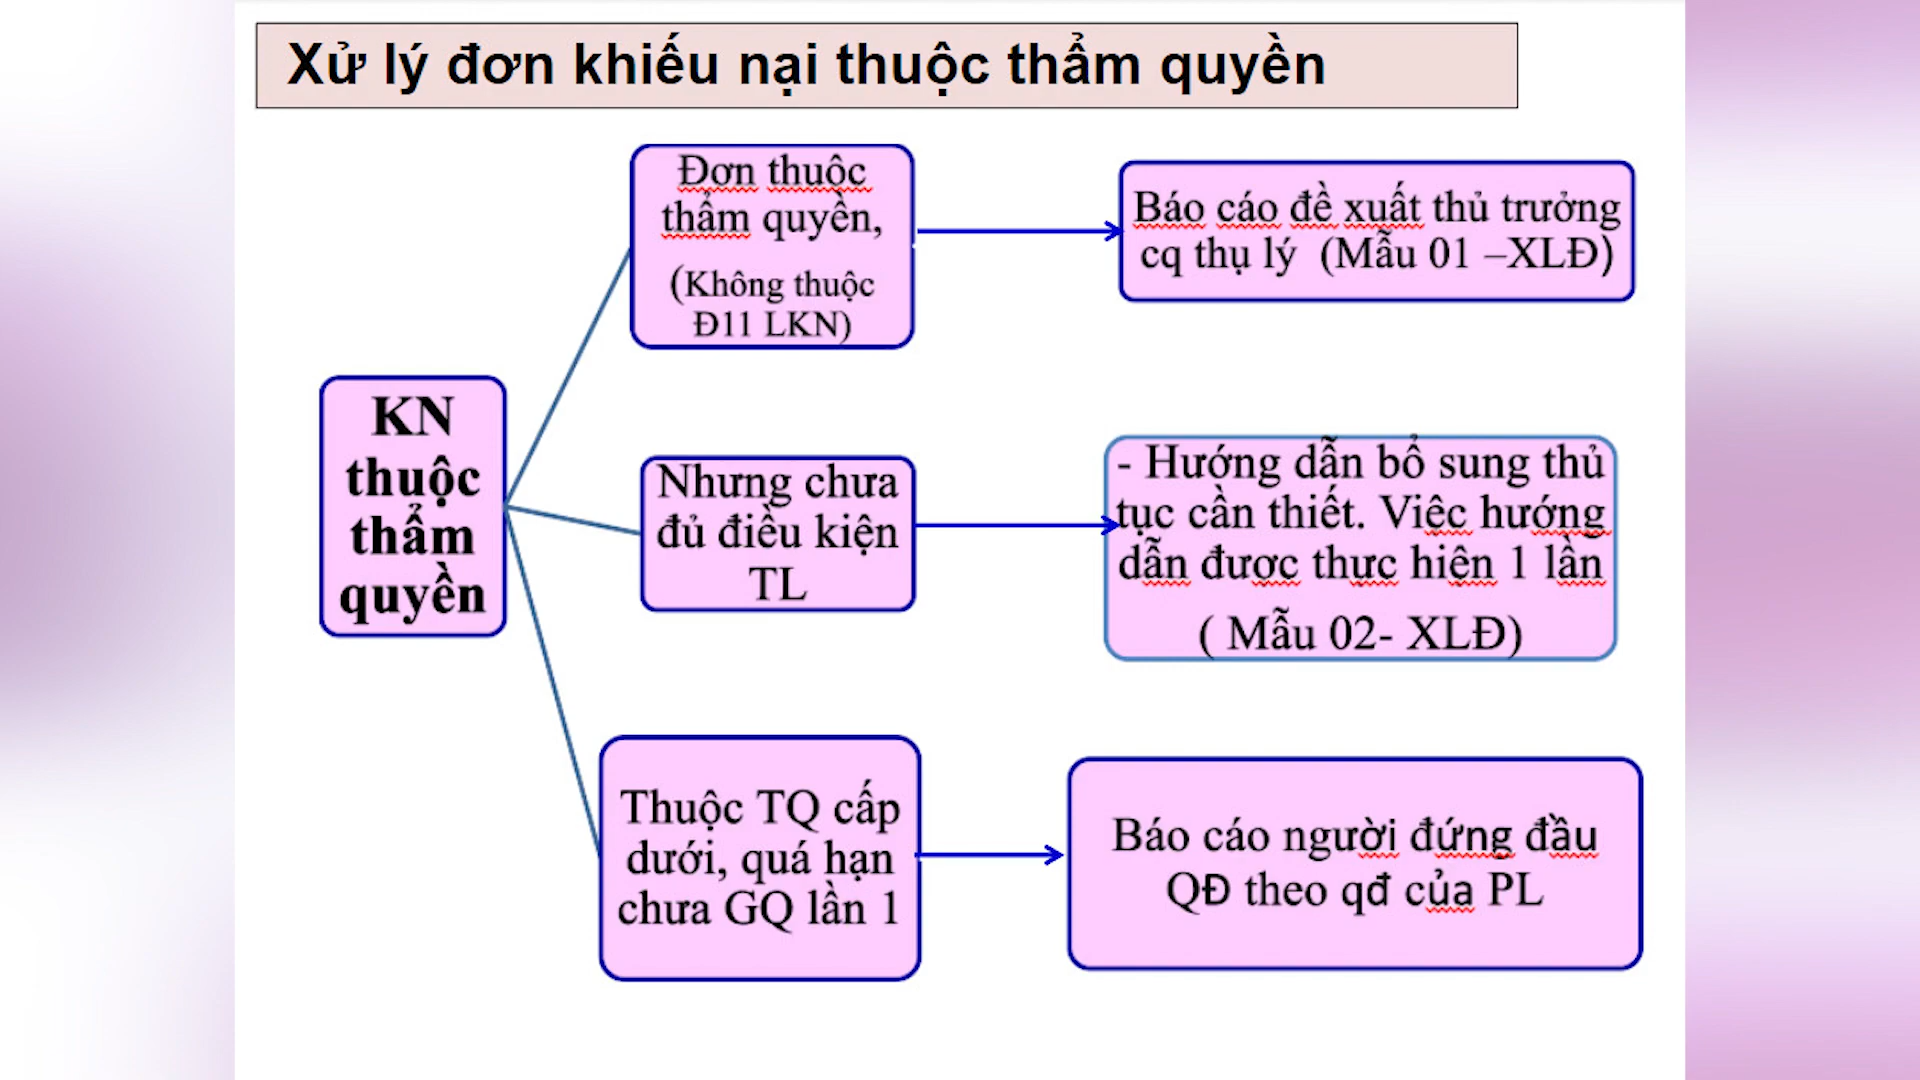 Xử lý đơn khiếu nại thuộc thẩm quyền
KN
thuộc
thẩm
quyền
Đơn thuộc
thẩm quyền,
(Không thuộc
Đ11 LKN)
Báo cáo đề xuất thủ trưởng
cq thụ lý (Mẫu 01 –XLĐ)
Nhưng chưa
đủ điều kiện
TL
- Hướng dẫn bổ sung thủ
tục cần thiết. Việc hướng
dẫn được thực hiện 1 lần
( Mẫu 02- XLĐ)
Thuộc TQ cấp
dưới, quá hạn
chưa GQ lần 1
Báo cáo người đứng đầu
QĐ theo qđ của PL